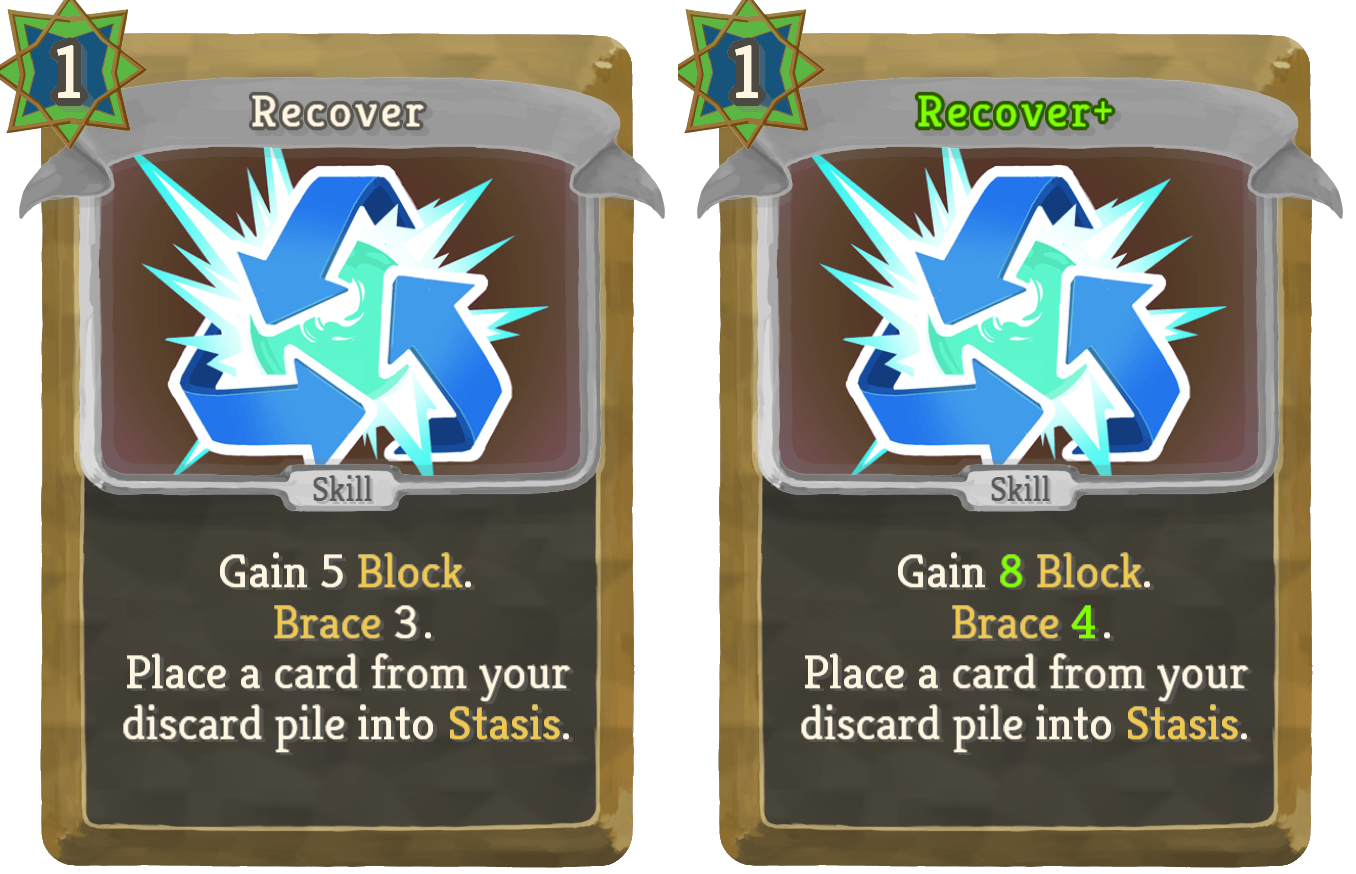 1
Recover
Skill
Gain 5 Block.
Brace 3.
Place a card from your
discard pile into Stasis.
1
Recover+
Skill
Gain 8 Block.
Brace 4.
Place a card from your
discard pile into Stasis.